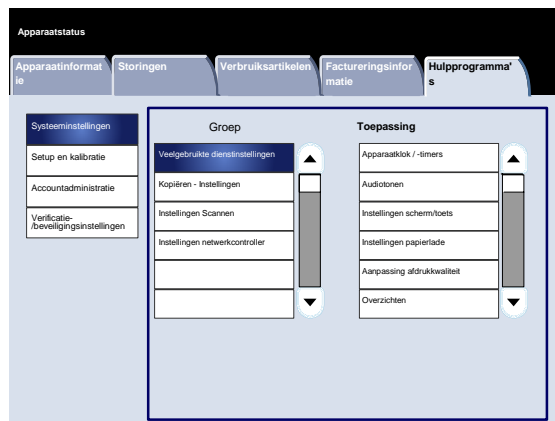 Apparaatstatus
Apparaatinformat
ie
Storingen
Verbruiksartikelen
Factureringsinfor
matie
Hulpprogramma's
s
Systeeminstellingen
Setup en kalibratie
Accountadministratie
Verificatie-
/beveiligingsinstellingen
Groep
Veelgebruikte dienstinstellingen
Kopiëren - Instellingen
Instellingen Scannen
Instellingen netwerkcontroller
Toepassing
Apparaatklok / -timers
Audiotonen
Instellingen scherm/toets
Instellingen papierlade
Aanpassing afdrukkwaliteit
Overzichten